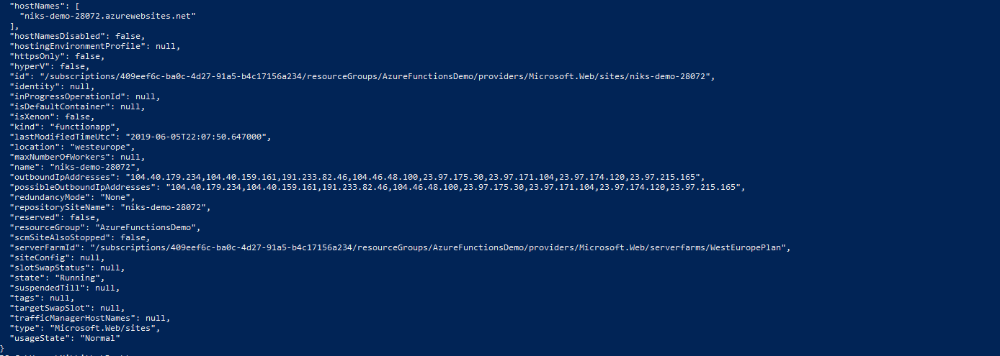 "hostNames": [
"niks-demo-28072.azurewebsites.net"
],
"hostNamesDisabled": false,
"hostingEnvironmentProfile": null,
"httpsOnly": false,
"hyperV": false,
"id": "/subscriptions/409eef6c-ba0c-4d27-91a5-b4c17156a234/resourceGroups/AzureFunctionsDemo/providers/Microsoft.Web/sites/niks-demo-28072",
"identity": null,
"inProgressOperationId": null,
"isDefaultContainer": null,
"isXenon": false,
"kind": "functionapp",
"lastModifiedTimeUtc": "2019-06-05T22:07:50.647000",
"location": "westeurope",
"maxNumberOfWorkers": null,
"name": "niks-demo-28072",
"outboundIpAddresses": "104.40.179.234,104.40.159.161,191.233.82.46,104.46.48.100,23.97.175.30,23.97.171.104,23.97.174.120,23.97.215.165",
"possibleOutboundIpAddresses": "104.40.179.234,104.40.159.161,191.233.82.46,104.46.48.100,23.97.175.30,23.97.171.104,23.97.174.120,23.97.215.165",
"redundancyMode": "None",
"repositorySiteName": "niks-demo-28072",
"reserved": false,
"resourceGroup": "AzureFunctionsDemo",
"scmSiteAlsoStopped": false,
"serverFarmId": "/subscriptions/409eef6c-ba0c-4d27-91a5-b4c17156a234/resourceGroups/AzureFunctionsDemo/providers/Microsoft.Web/serverfarms/WestEuropePlan",
"siteConfig": null,
"slotSwapStatus": null,
"state": "Running",
"suspendedTill": null,
"tags": null,
"targetSwapSlot": null,
"trafficManagerHostNames": null,
"type": "Microsoft.Web/sites",
"usageState": "Normal"
}